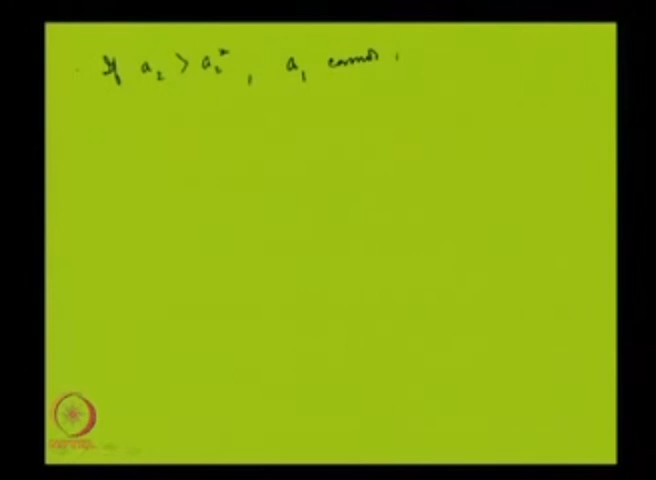 If a₂ > a₂*, a₁ cannot